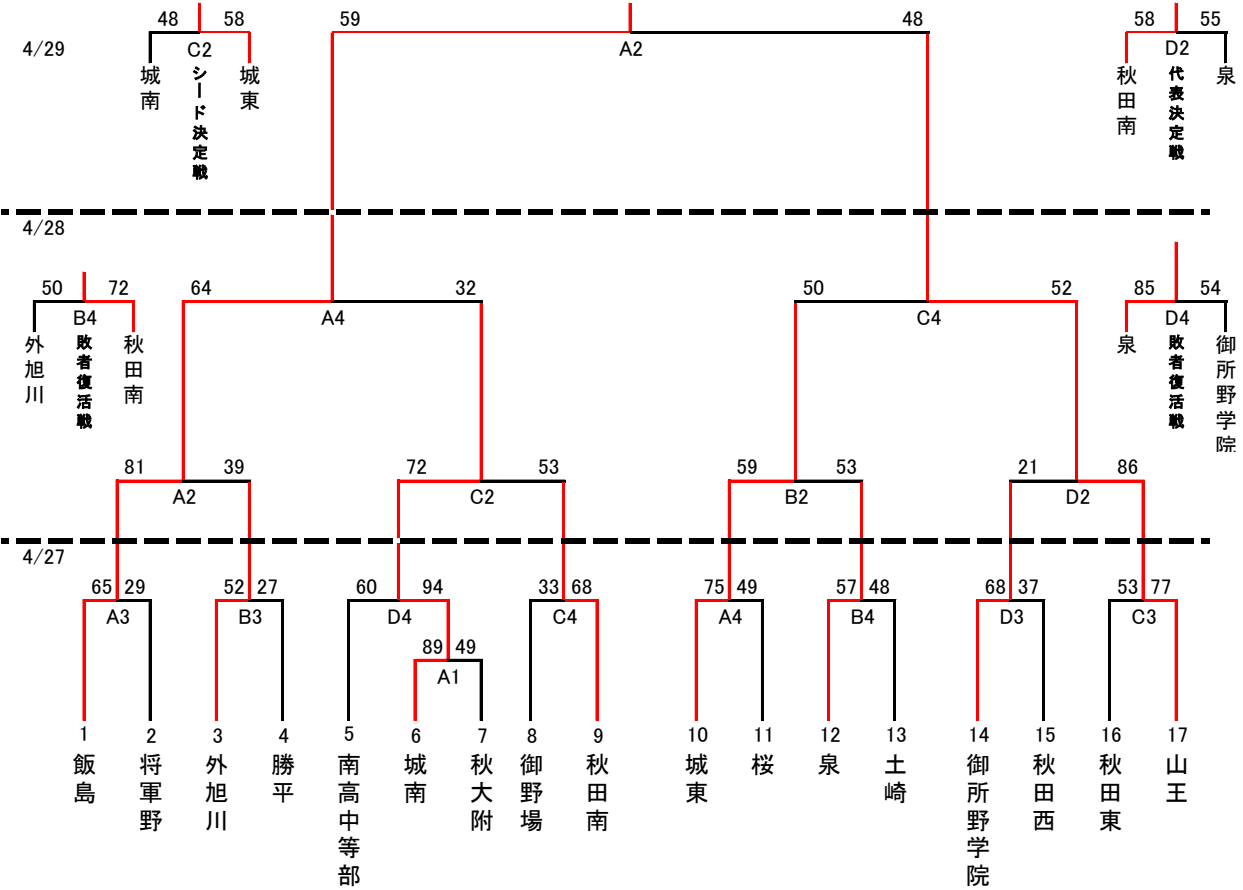 48 58 59 48 58 55
4/29 C2 A2 D2
城南
シード決定戦
城東
秋田南
代表決定戦
泉
4/28
50 72 64 32 50 52 85 54
B4 A4 C4 D4
外旭川
敗者復活戦
秋田南
泉
敗者復活戦
御所野学院
81 39 72 53 59 53 21 86
A2 C2 B2 D2
4/27
65 29 52 27 60 94 33 68 75 49 57 48 68 37 53 77
A3 B3 D4 C4 A4 B4 D3 C3
89 49
A1
1 2 3 4 5 6 7 8 9 10 11 12 13 14 15 16 17
飯島
将軍野
外旭川
勝平
南高中等部
城南
秋大附
御野場
秋田南
城東
桜
泉
土崎
御所野学院
秋田西
秋田東
山王